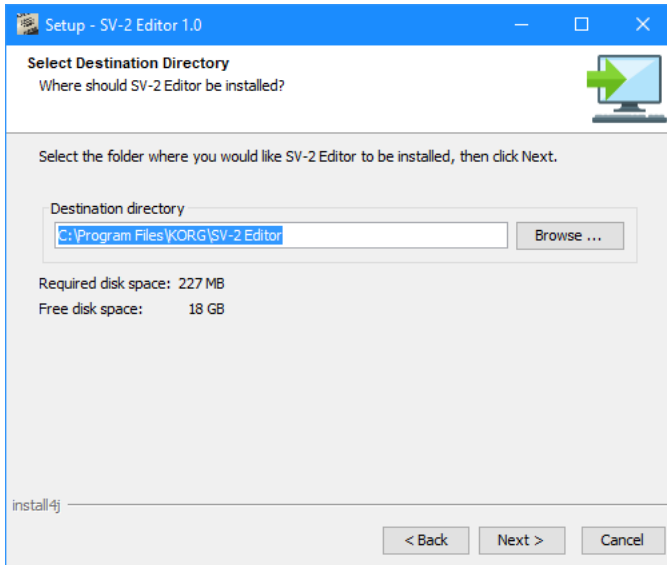 Setup - SV-2 Editor 1.0
Select Destination Directory
Where should SV-2 Editor be installed?
Select the folder where you would like SV-2 Editor to be installed, then click Next.
Destination directory
C:\Program Files\KORG\SV-2 Editor
Browse ...
Required disk space: 227 MB
Free disk space: 18 GB
install4j
< Back Next > Cancel